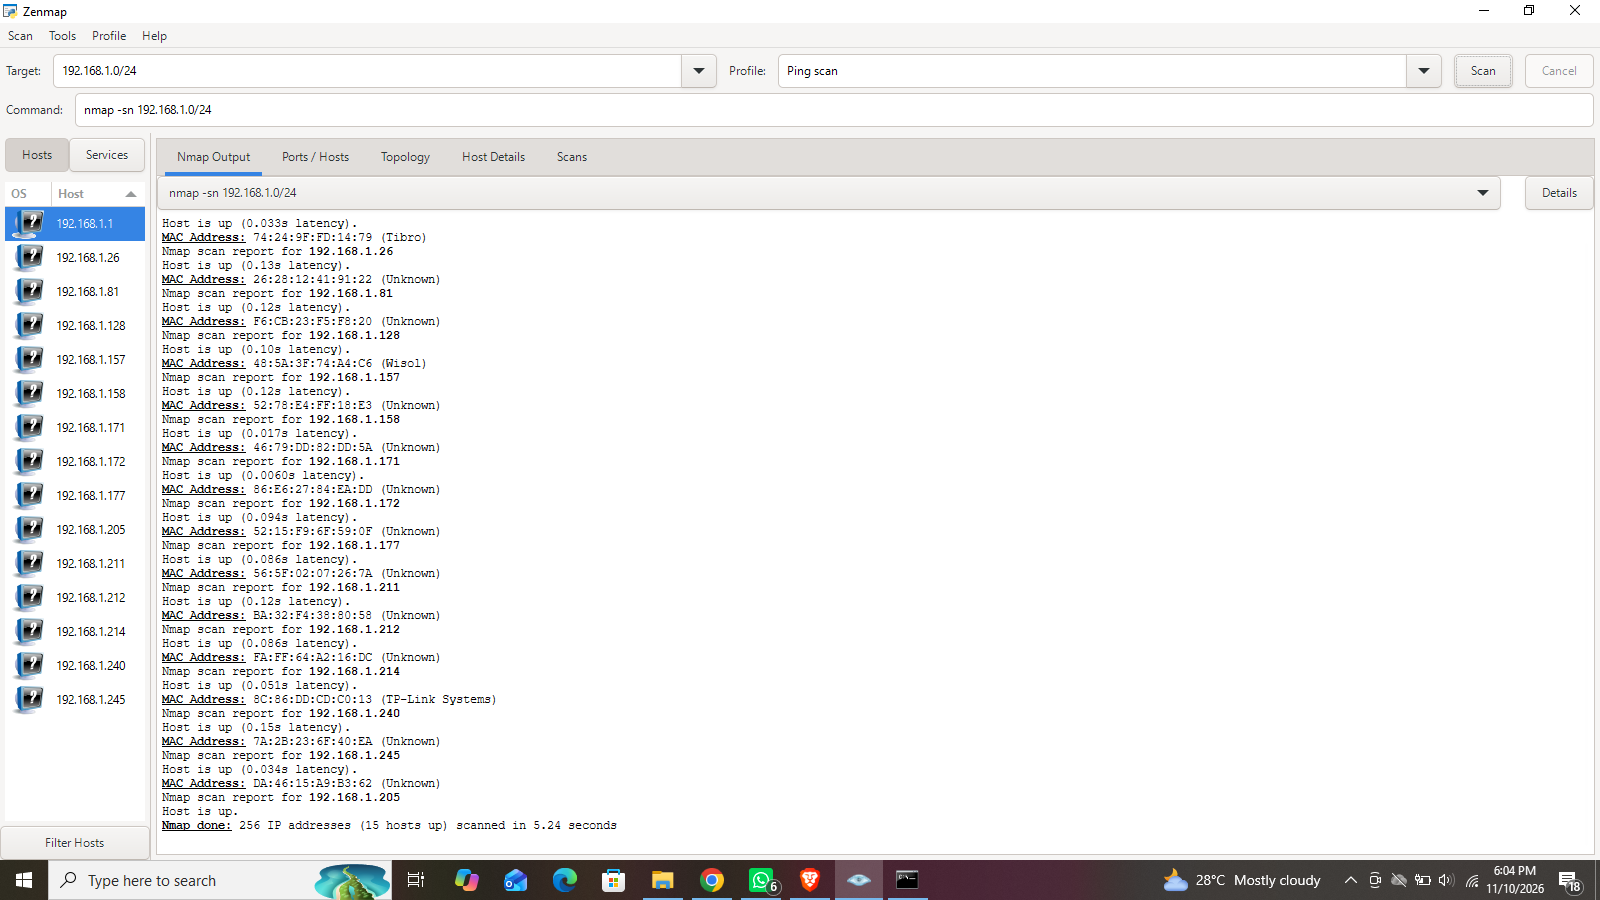 Zenmap
Scan Tools Profile Help
Target: 192.168.1.0/24 Profile: Ping scan Scan Cancel
Command: nmap -sn 192.168.1.0/24
Hosts Services
OS Host
192.168.1.1
192.168.1.26
192.168.1.81
192.168.1.128
192.168.1.157
192.168.1.158
192.168.1.171
192.168.1.172
192.168.1.177
192.168.1.205
192.168.1.211
192.168.1.212
192.168.1.214
192.168.1.240
192.168.1.245
Filter Hosts
Nmap Output Ports / Hosts Topology Host Details Scans
nmap -sn 192.168.1.0/24 Details
Host is up (0.033s latency).
MAC Address: 74:24:9F:FD:14:79 (Tibro)
Nmap scan report for 192.168.1.26
Host is up (0.13s latency).
MAC Address: 26:28:12:41:91:22 (Unknown)
Nmap scan report for 192.168.1.81
Host is up (0.12s latency).
MAC Address: F6:CB:23:F5:F8:20 (Unknown)
Nmap scan report for 192.168.1.128
Host is up (0.10s latency).
MAC Address: 48:5A:3F:74:A4:C6 (Wisol)
Nmap scan report for 192.168.1.157
Host is up (0.12s latency).
MAC Address: 52:78:E4:FF:18:E3 (Unknown)
Nmap scan report for 192.168.1.158
Host is up (0.017s latency).
MAC Address: 46:79:DD:82:DD:5A (Unknown)
Nmap scan report for 192.168.1.171
Host is up (0.0060s latency).
MAC Address: 86:E6:27:84:EA:DD (Unknown)
Nmap scan report for 192.168.1.172
Host is up (0.094s latency).
MAC Address: 52:15:F9:6F:59:0F (Unknown)
Nmap scan report for 192.168.1.177
Host is up (0.086s latency).
MAC Address: 56:5F:02:07:26:7A (Unknown)
Nmap scan report for 192.168.1.211
Host is up (0.12s latency).
MAC Address: BA:32:F4:38:80:58 (Unknown)
Nmap scan report for 192.168.1.212
Host is up (0.086s latency).
MAC Address: FA:FF:64:A2:16:DC (Unknown)
Nmap scan report for 192.168.1.214
Host is up (0.051s latency).
MAC Address: 8C:86:DD:CD:C0:13 (TP-Link Systems)
Nmap scan report for 192.168.1.240
Host is up (0.15s latency).
MAC Address: 7A:2B:23:6F:40:EA (Unknown)
Nmap scan report for 192.168.1.245
Host is up (0.034s latency).
MAC Address: DA:46:15:A9:B3:62 (Unknown)
Nmap scan report for 192.168.1.205
Host is up.
Nmap done: 256 IP addresses (15 hosts up) scanned in 5.24 seconds
Type here to search
6
28°C Mostly cloudy
6:04 PM
11/10/2026
18